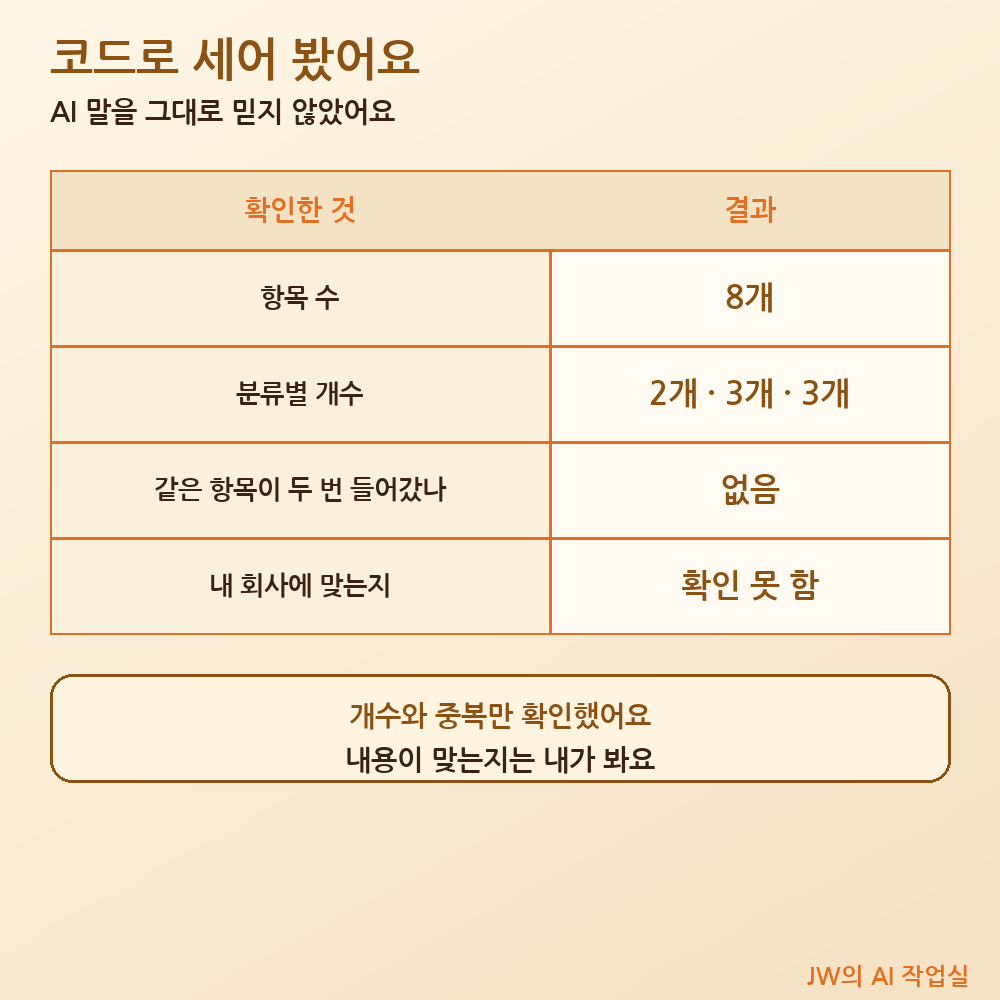 코드로 세어 봤어요
AI 말을 그대로 믿지 않았어요
확인한 것 결과
항목 수 8개
분류별 개수 2개 · 3개 · 3개
같은 항목이 두 번 들어갔나 없음
내 회사에 맞는지 확인 못 함
개수와 중복만 확인했어요
내용이 맞는지는 내가 봐요
JW의 AI 작업실